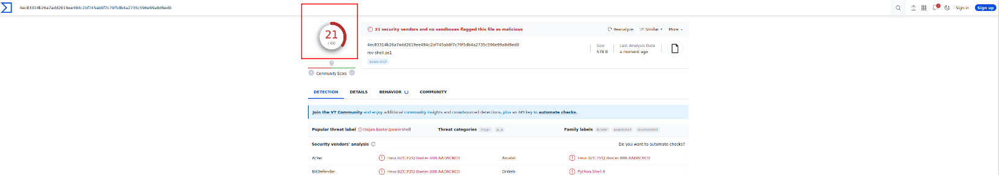 4ec83314b26a7add2019ee494c2bf745ab8f7c79f5db4a2735c596e99a8d9ed0
2
Sign in
Sign up
21
/ 60
?
Community Score
21 security vendors and no sandboxes flagged this file as malicious
Reanalyze
Similar
More
4ec83314b26a7add2019ee494c2bf745ab8f7c79f5db4a2735c596e99a8d9ed0
rev-shell.ps1
powershell
Size
578 B
Last Analysis Date
a moment ago
DETECTION DETAILS BEHAVIOR COMMUNITY
Join the VT Community and enjoy additional community insights and crowdsourced detections, plus an API key to automate checks.
Popular threat label trojan.boxter/powershell Threat categories trojan pua Family labels boxter powershell reverseshell
Security vendors' analysis Do you want to automate checks?
ALYac Heur.BZC.PZQ.Boxter.888.AADAC6CD Arcabit Heur.BZC.PZQ.Boxter.888.AADAC6CD
BitDefender Heur.BZC.PZQ.Boxter.888.AADAC6CD DrWeb Python.Shell.6